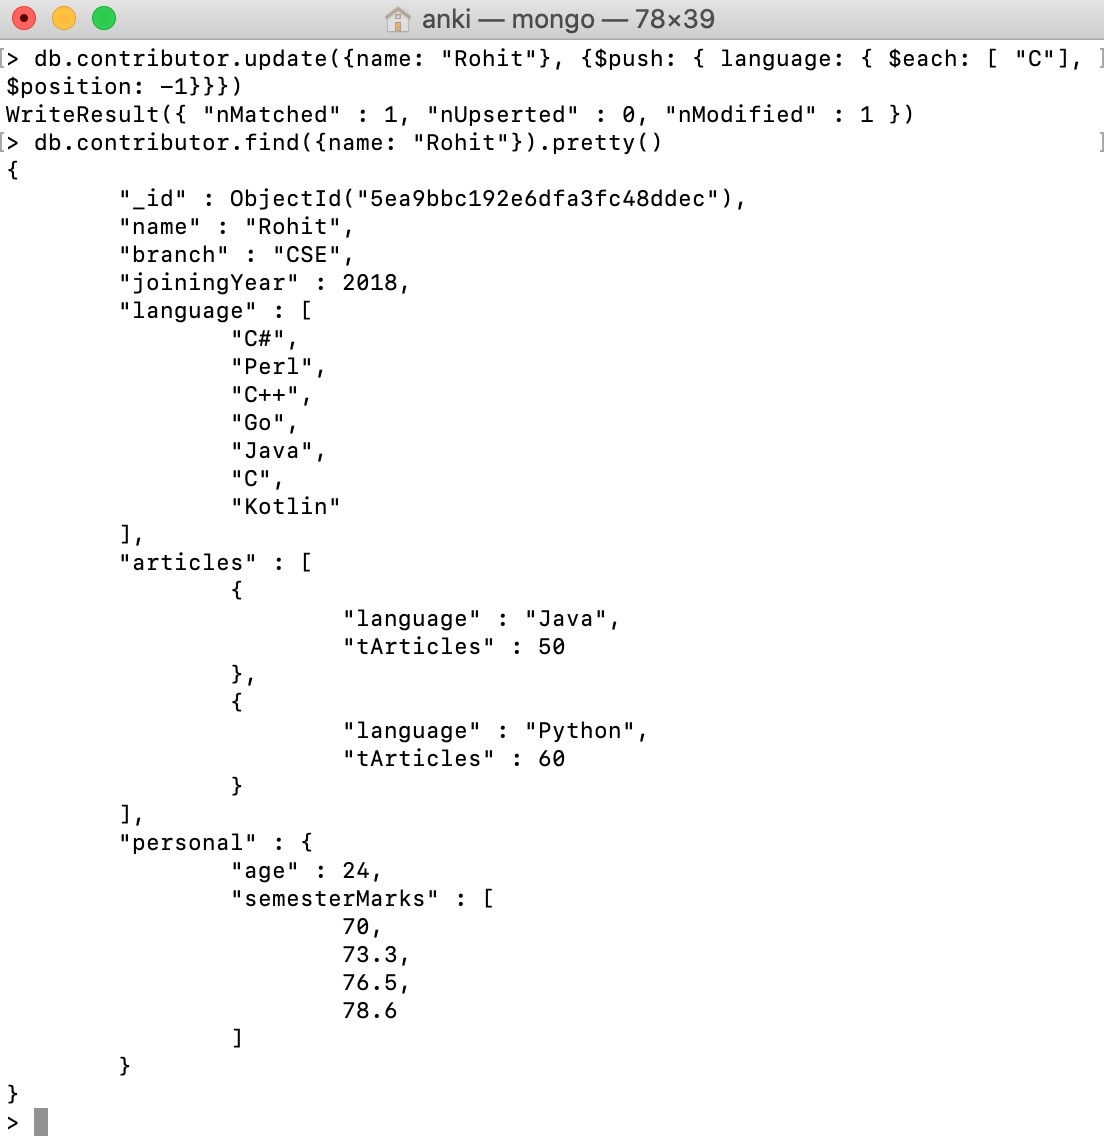 anki — mongo — 78×39
[> db.contributor.update({name: "Rohit"}, {$push: { language: { $each: [ "C"], ]
$position: -1}}})
WriteResult({ "nMatched" : 1, "nUpserted" : 0, "nModified" : 1 })
[> db.contributor.find({name: "Rohit"}).pretty() ]
{
"_id" : ObjectId("5ea9bbc192e6dfa3fc48ddec"),
"name" : "Rohit",
"branch" : "CSE",
"joiningYear" : 2018,
"language" : [
"C#",
"Perl",
"C++",
"Go",
"Java",
"C",
"Kotlin"
],
"articles" : [
{
"language" : "Java",
"tArticles" : 50
},
{
"language" : "Python",
"tArticles" : 60
}
],
"personal" : {
"age" : 24,
"semesterMarks" : [
70,
73.3,
76.5,
78.6
]
}
}
>